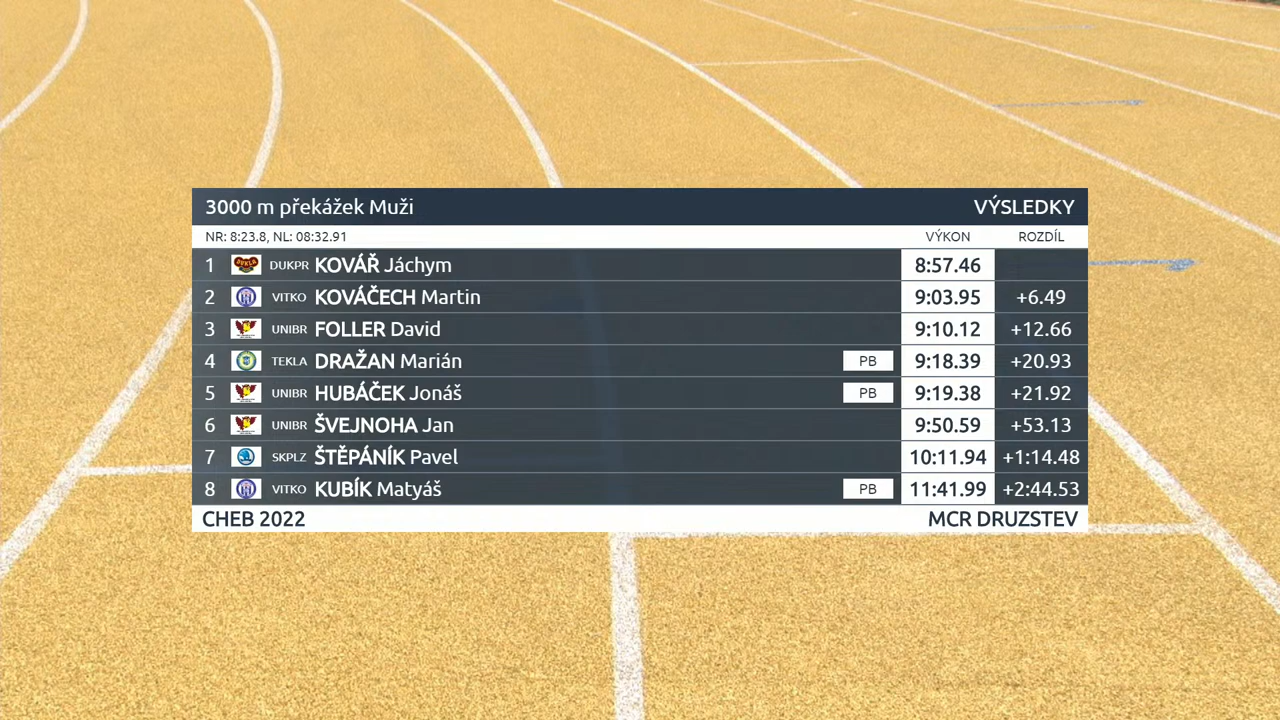 3000 m překážek Muži VÝSLEDKY
NR: 8:23.8, NL: 08:32.91 VÝKON ROZDÍL
1 DUKLA DUKPR KOVÁŘ Jáchym 8:57.46
2 VITKO KOVÁČECH Martin 9:03.95 +6.49
3 UNIBR FOLLER David 9:10.12 +12.66
4 TEKLA DRAŽAN Marián PB 9:18.39 +20.93
5 UNIBR HUBÁČEK Jonáš PB 9:19.38 +21.92
6 UNIBR ŠVEJNOHA Jan 9:50.59 +53.13
7 SKPLZ ŠTĚPÁNÍK Pavel 10:11.94 +1:14.48
8 VITKO KUBÍK Matyáš PB 11:41.99 +2:44.53
CHEB 2022 MCR DRUZSTEV